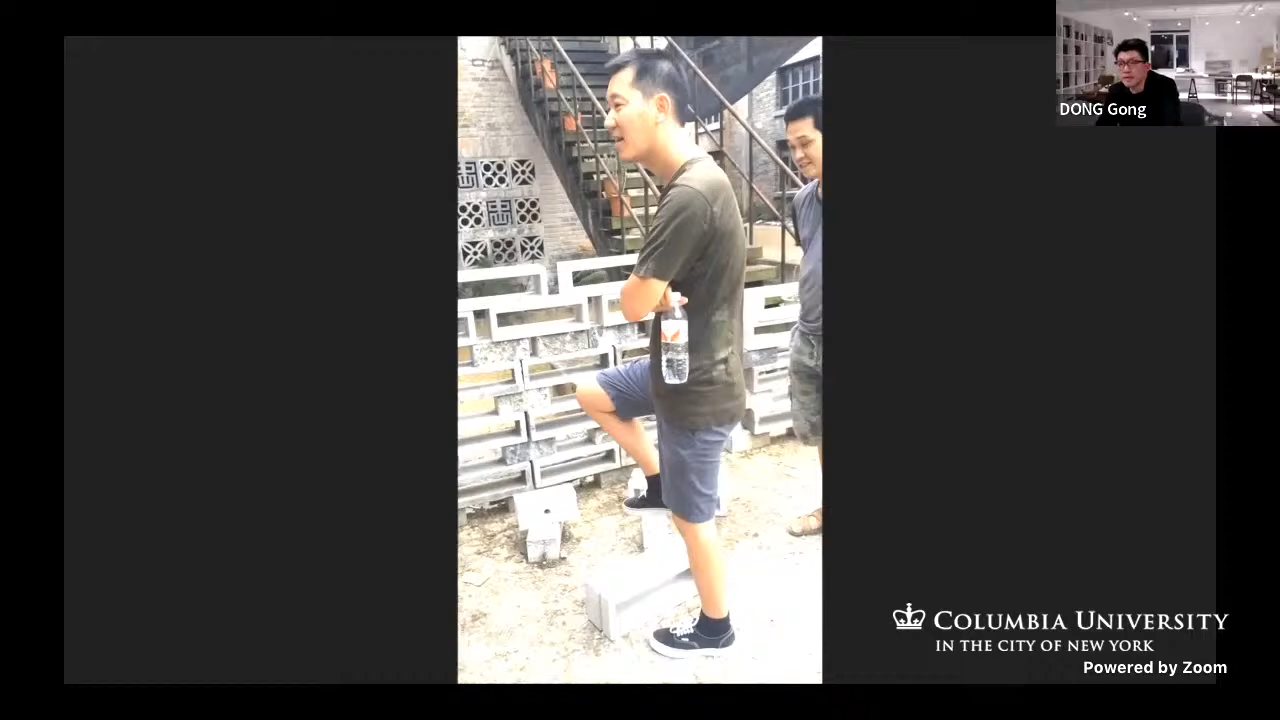 DONG Gong
COLUMBIA UNIVERSITY
IN THE CITY OF NEW YORK
Powered by Zoom